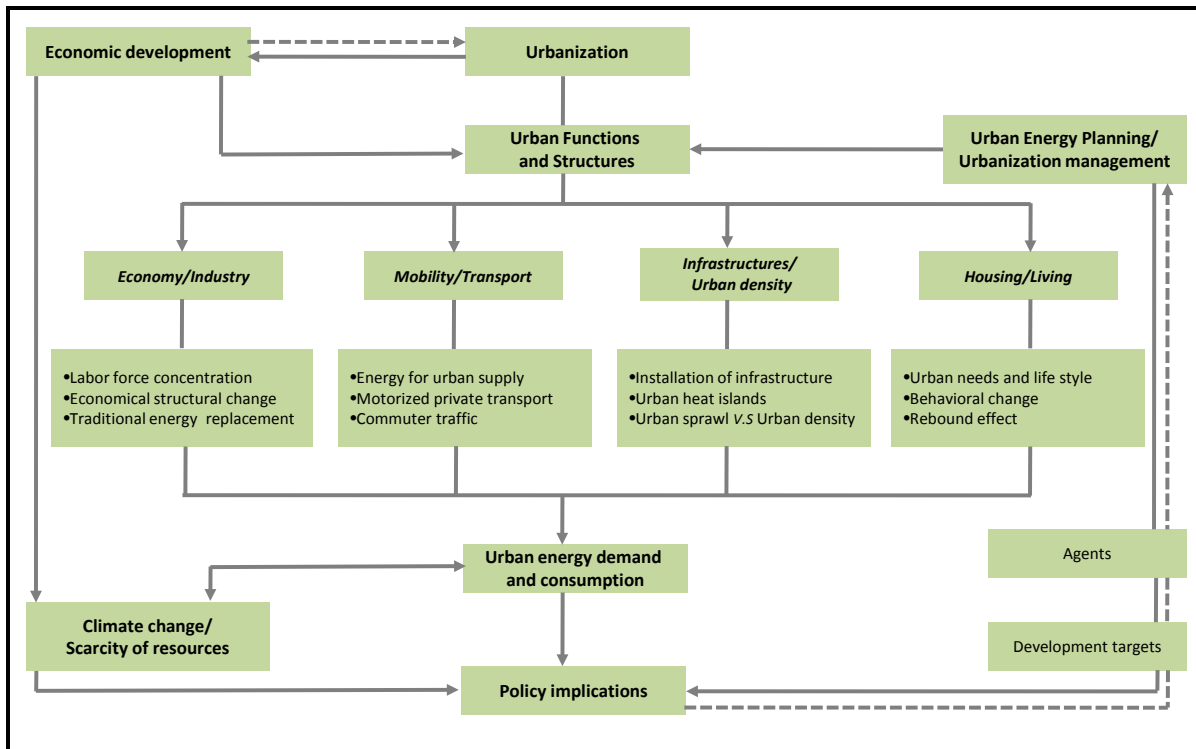 Economic development
Urbanization
Urban Functions
and Structures
Urban Energy Planning/
Urbanization management
Economy/Industry
Mobility/Transport
Infrastructures/
Urban density
Housing/Living
•Labor force concentration
•Economical structural change
•Traditional energy  replacement
•Energy for urban supply
•Motorized private transport
•Commuter traffic
•Installation of infrastructure
•Urban heat islands
•Urban sprawl V.S Urban density
•Urban needs and life style
•Behavioral change
•Rebound effect
Urban energy demand
and consumption
Agents
Climate change/
Scarcity of resources
Development targets
Policy implications